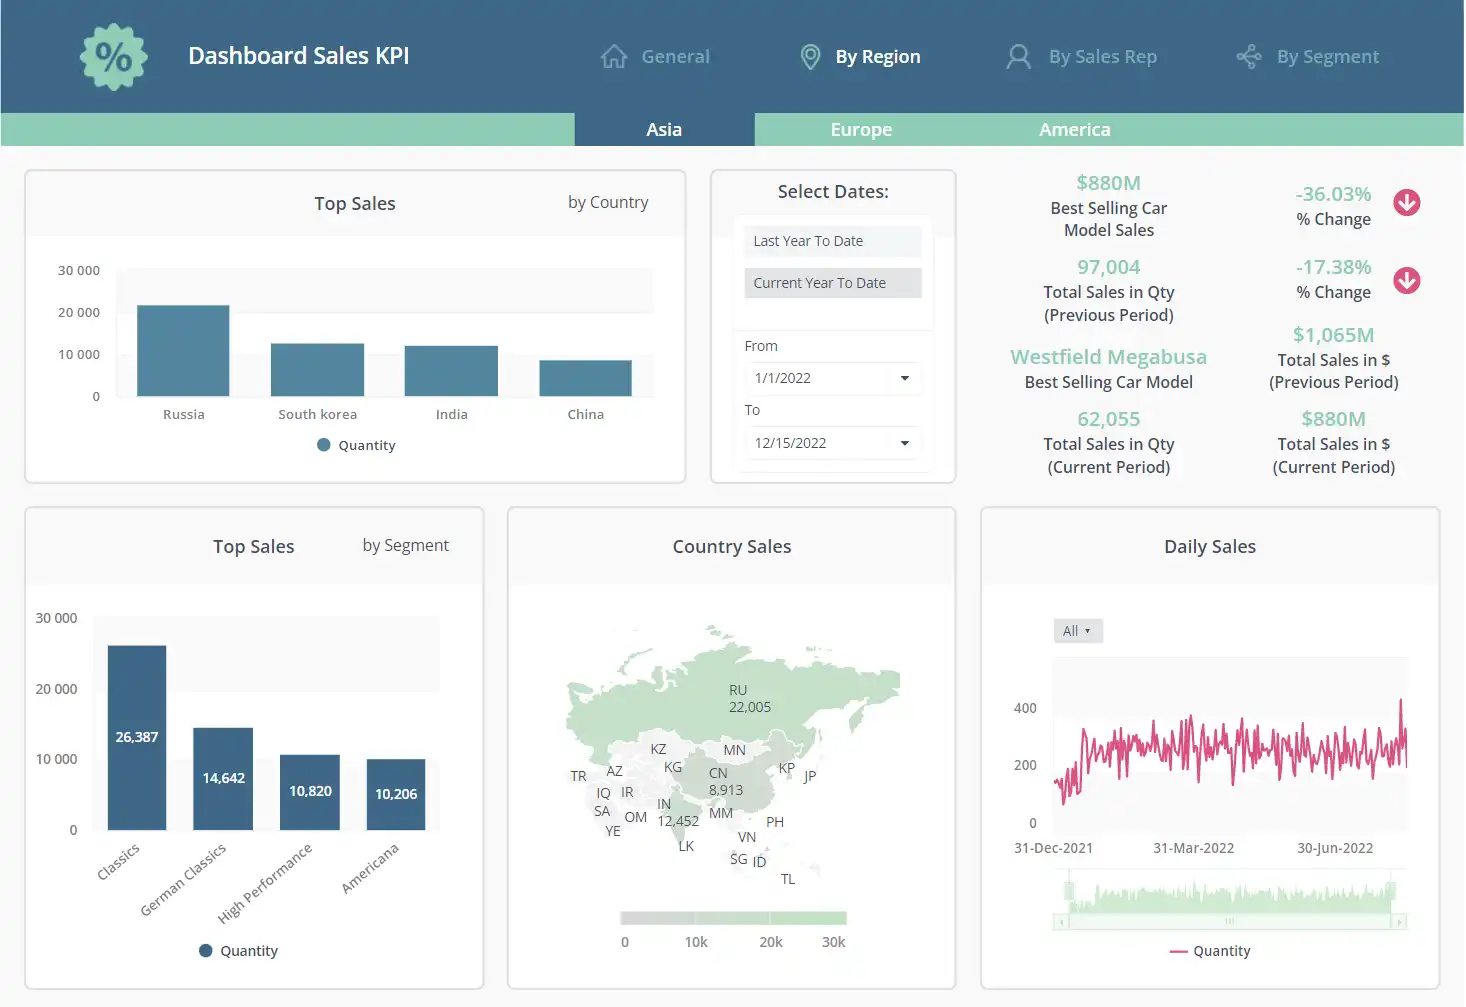 %
Dashboard Sales KPI
General
By Region
By Sales Rep
By Segment
Asia
Europe
America
Top Sales
by Country
30 000
20 000
10 000
0
Russia
South korea
India
China
Quantity
Select Dates:
Last Year To Date
Current Year To Date
From
1/1/2022
To
12/15/2022
$880M
Best Selling Car
Model Sales
-36.03%
% Change
97,004
Total Sales in Qty
(Previous Period)
-17.38%
% Change
Westfield Megabusa
Best Selling Car Model
$1,065M
Total Sales in $
(Previous Period)
62,055
Total Sales in Qty
(Current Period)
$880M
Total Sales in $
(Current Period)
Top Sales
by Segment
30 000
20 000
10 000
0
26,387
14,642
10,820
10,206
Classics
German Classics
High Performance
Americana
Quantity
Country Sales
RU
22,005
KZ
MN
TR
AZ
KG
CN
8,913
KP
JP
IQ
IR
SA
OM
IN
12,452
MM
PH
YE
VN
LK
SG
ID
TL
0
10k
20k
30k
Daily Sales
All
400
200
0
31-Dec-2021
31-Mar-2022
30-Jun-2022
Quantity